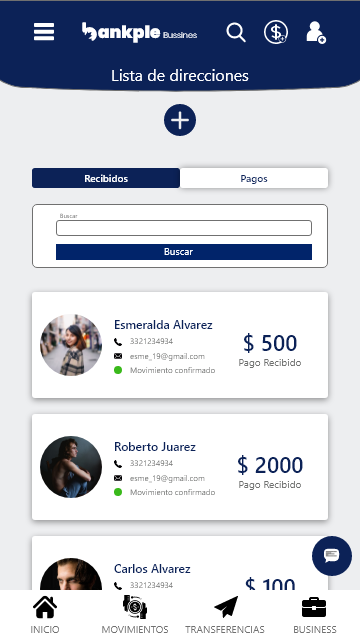 bankple Bussines
Lista de direcciones
Recibidos
Pagos
Buscar
Buscar
Esmeralda Alvarez
3321234934
esme_19@gmail.com
Movimiento confirmado
$ 500
Pago Recibido
Roberto Juarez
3321234934
esme_19@gmail.com
Movimiento confirmado
$ 2000
Pago Recibido
Carlos Alvarez
3321234934
$ 100
INICIO
MOVIMIENTOS
TRANSFERENCIAS
BUSINESS